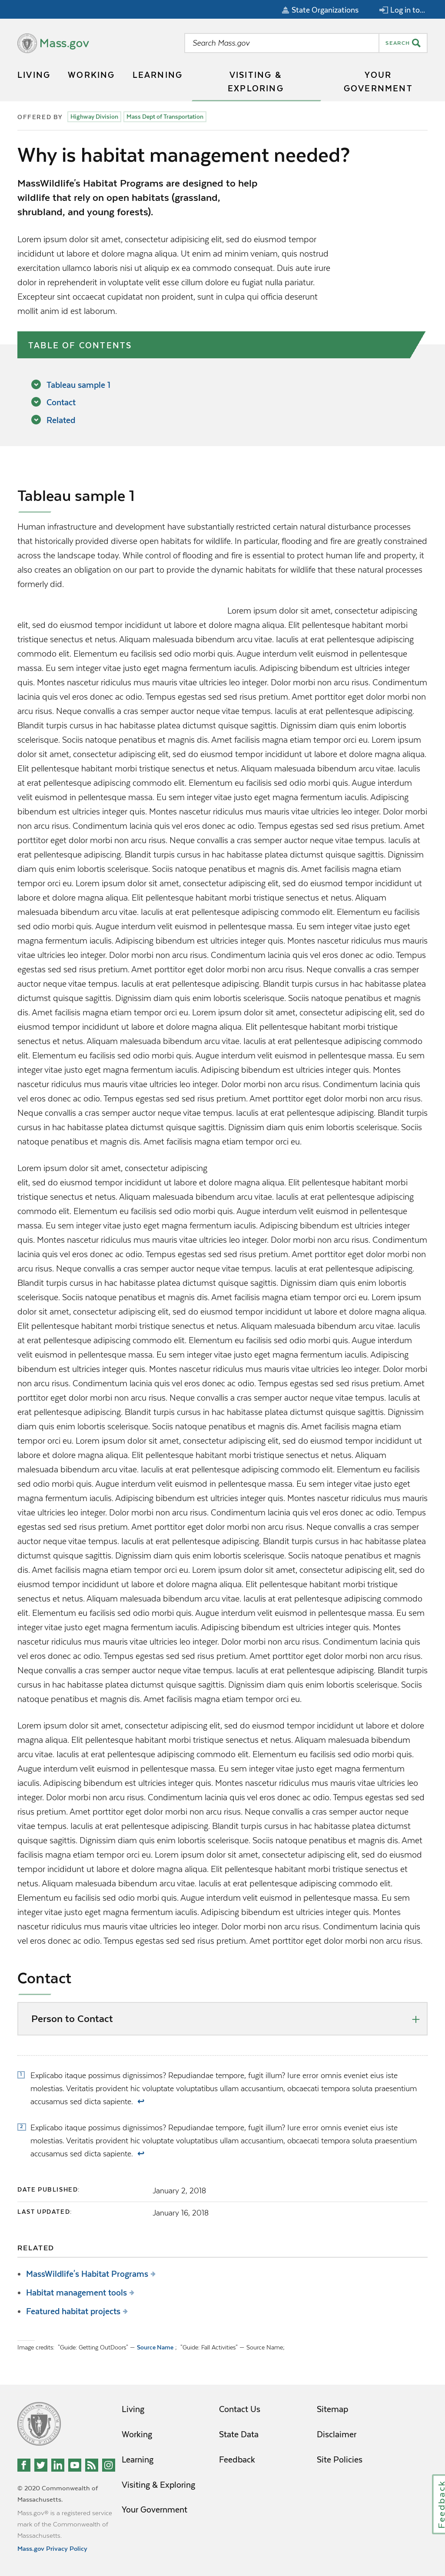 State Organizations
Log in to...
Mass.gov
Search Mass.gov
SEARCH
LIVING
WORKING
LEARNING
VISITING &
EXPLORING
YOUR
GOVERNMENT
OFFERED BY Highway Division Mass Dept of Transportation
Why is habitat management needed?
MassWildlife's Habitat Programs are designed to help
wildlife that rely on open habitats (grassland,
shrubland, and young forests).
Lorem ipsum dolor sit amet, consectetur adipisicing elit, sed do eiusmod tempor
incididunt ut labore et dolore magna aliqua. Ut enim ad minim veniam, quis nostrud
exercitation ullamco laboris nisi ut aliquip ex ea commodo consequat. Duis aute irure
dolor in reprehenderit in voluptate velit esse cillum dolore eu fugiat nulla pariatur.
Excepteur sint occaecat cupidatat non proident, sunt in culpa qui officia deserunt
mollit anim id est laborum.
TABLE OF CONTENTS
Tableau sample 1
Contact
Related
Tableau sample 1
Human infrastructure and development have substantially restricted certain natural disturbance processes
that historically provided diverse open habitats for wildlife. In particular, flooding and fire are greatly constrained
across the landscape today. While control of flooding and fire is essential to protect human life and property, it
also creates an obligation on our part to provide the dynamic habitats for wildlife that these natural processes
formerly did.
Lorem ipsum dolor sit amet, consectetur adipiscing
elit, sed do eiusmod tempor incididunt ut labore et dolore magna aliqua. Elit pellentesque habitant morbi
tristique senectus et netus. Aliquam malesuada bibendum arcu vitae. Iaculis at erat pellentesque adipiscing
commodo elit. Elementum eu facilisis sed odio morbi quis. Augue interdum velit euismod in pellentesque
massa. Eu sem integer vitae justo eget magna fermentum iaculis. Adipiscing bibendum est ultricies integer
quis. Montes nascetur ridiculus mus mauris vitae ultricies leo integer. Dolor morbi non arcu risus. Condimentum
lacinia quis vel eros donec ac odio. Tempus egestas sed sed risus pretium. Amet porttitor eget dolor morbi non
arcu risus. Neque convallis a cras semper auctor neque vitae tempus. Iaculis at erat pellentesque adipiscing.
Blandit turpis cursus in hac habitasse platea dictumst quisque sagittis. Dignissim diam quis enim lobortis
scelerisque. Sociis natoque penatibus et magnis dis. Amet facilisis magna etiam tempor orci eu. Lorem ipsum
dolor sit amet, consectetur adipiscing elit, sed do eiusmod tempor incididunt ut labore et dolore magna aliqua.
Elit pellentesque habitant morbi tristique senectus et netus. Aliquam malesuada bibendum arcu vitae. Iaculis
at erat pellentesque adipiscing commodo elit. Elementum eu facilisis sed odio morbi quis. Augue interdum
velit euismod in pellentesque massa. Eu sem integer vitae justo eget magna fermentum iaculis. Adipiscing
bibendum est ultricies integer quis. Montes nascetur ridiculus mus mauris vitae ultricies leo integer. Dolor morbi
non arcu risus. Condimentum lacinia quis vel eros donec ac odio. Tempus egestas sed sed risus pretium. Amet
porttitor eget dolor morbi non arcu risus. Neque convallis a cras semper auctor neque vitae tempus. Iaculis at
erat pellentesque adipiscing. Blandit turpis cursus in hac habitasse platea dictumst quisque sagittis. Dignissim
diam quis enim lobortis scelerisque. Sociis natoque penatibus et magnis dis. Amet facilisis magna etiam
tempor orci eu. Lorem ipsum dolor sit amet, consectetur adipiscing elit, sed do eiusmod tempor incididunt ut
labore et dolore magna aliqua. Elit pellentesque habitant morbi tristique senectus et netus. Aliquam
malesuada bibendum arcu vitae. Iaculis at erat pellentesque adipiscing commodo elit. Elementum eu facilisis
sed odio morbi quis. Augue interdum velit euismod in pellentesque massa. Eu sem integer vitae justo eget
magna fermentum iaculis. Adipiscing bibendum est ultricies integer quis. Montes nascetur ridiculus mus mauris
vitae ultricies leo integer. Dolor morbi non arcu risus. Condimentum lacinia quis vel eros donec ac odio. Tempus
egestas sed sed risus pretium. Amet porttitor eget dolor morbi non arcu risus. Neque convallis a cras semper
auctor neque vitae tempus. Iaculis at erat pellentesque adipiscing. Blandit turpis cursus in hac habitasse platea
dictumst quisque sagittis. Dignissim diam quis enim lobortis scelerisque. Sociis natoque penatibus et magnis
dis. Amet facilisis magna etiam tempor orci eu. Lorem ipsum dolor sit amet, consectetur adipiscing elit, sed do
eiusmod tempor incididunt ut labore et dolore magna aliqua. Elit pellentesque habitant morbi tristique
senectus et netus. Aliquam malesuada bibendum arcu vitae. Iaculis at erat pellentesque adipiscing commodo
elit. Elementum eu facilisis sed odio morbi quis. Augue interdum velit euismod in pellentesque massa. Eu sem
integer vitae justo eget magna fermentum iaculis. Adipiscing bibendum est ultricies integer quis. Montes
nascetur ridiculus mus mauris vitae ultricies leo integer. Dolor morbi non arcu risus. Condimentum lacinia quis
vel eros donec ac odio. Tempus egestas sed sed risus pretium. Amet porttitor eget dolor morbi non arcu risus.
Neque convallis a cras semper auctor neque vitae tempus. Iaculis at erat pellentesque adipiscing. Blandit turpis
cursus in hac habitasse platea dictumst quisque sagittis. Dignissim diam quis enim lobortis scelerisque. Sociis
natoque penatibus et magnis dis. Amet facilisis magna etiam tempor orci eu.
Lorem ipsum dolor sit amet, consectetur adipiscing
elit, sed do eiusmod tempor incididunt ut labore et dolore magna aliqua. Elit pellentesque habitant morbi
tristique senectus et netus. Aliquam malesuada bibendum arcu vitae. Iaculis at erat pellentesque adipiscing
commodo elit. Elementum eu facilisis sed odio morbi quis. Augue interdum velit euismod in pellentesque
massa. Eu sem integer vitae justo eget magna fermentum iaculis. Adipiscing bibendum est ultricies integer
quis. Montes nascetur ridiculus mus mauris vitae ultricies leo integer. Dolor morbi non arcu risus. Condimentum
lacinia quis vel eros donec ac odio. Tempus egestas sed sed risus pretium. Amet porttitor eget dolor morbi non
arcu risus. Neque convallis a cras semper auctor neque vitae tempus. Iaculis at erat pellentesque adipiscing.
Blandit turpis cursus in hac habitasse platea dictumst quisque sagittis. Dignissim diam quis enim lobortis
scelerisque. Sociis natoque penatibus et magnis dis. Amet facilisis magna etiam tempor orci eu. Lorem ipsum
dolor sit amet, consectetur adipiscing elit, sed do eiusmod tempor incididunt ut labore et dolore magna aliqua.
Elit pellentesque habitant morbi tristique senectus et netus. Aliquam malesuada bibendum arcu vitae. Iaculis
at erat pellentesque adipiscing commodo elit. Elementum eu facilisis sed odio morbi quis. Augue interdum
velit euismod in pellentesque massa. Eu sem integer vitae justo eget magna fermentum iaculis. Adipiscing
bibendum est ultricies integer quis. Montes nascetur ridiculus mus mauris vitae ultricies leo integer. Dolor morbi
non arcu risus. Condimentum lacinia quis vel eros donec ac odio. Tempus egestas sed sed risus pretium. Amet
porttitor eget dolor morbi non arcu risus. Neque convallis a cras semper auctor neque vitae tempus. Iaculis at
erat pellentesque adipiscing. Blandit turpis cursus in hac habitasse platea dictumst quisque sagittis. Dignissim
diam quis enim lobortis scelerisque. Sociis natoque penatibus et magnis dis. Amet facilisis magna etiam
tempor orci eu. Lorem ipsum dolor sit amet, consectetur adipiscing elit, sed do eiusmod tempor incididunt ut
labore et dolore magna aliqua. Elit pellentesque habitant morbi tristique senectus et netus. Aliquam
malesuada bibendum arcu vitae. Iaculis at erat pellentesque adipiscing commodo elit. Elementum eu facilisis
sed odio morbi quis. Augue interdum velit euismod in pellentesque massa. Eu sem integer vitae justo eget
magna fermentum iaculis. Adipiscing bibendum est ultricies integer quis. Montes nascetur ridiculus mus mauris
vitae ultricies leo integer. Dolor morbi non arcu risus. Condimentum lacinia quis vel eros donec ac odio. Tempus
egestas sed sed risus pretium. Amet porttitor eget dolor morbi non arcu risus. Neque convallis a cras semper
auctor neque vitae tempus. Iaculis at erat pellentesque adipiscing. Blandit turpis cursus in hac habitasse platea
dictumst quisque sagittis. Dignissim diam quis enim lobortis scelerisque. Sociis natoque penatibus et magnis
dis. Amet facilisis magna etiam tempor orci eu. Lorem ipsum dolor sit amet, consectetur adipiscing elit, sed do
eiusmod tempor incididunt ut labore et dolore magna aliqua. Elit pellentesque habitant morbi tristique
senectus et netus. Aliquam malesuada bibendum arcu vitae. Iaculis at erat pellentesque adipiscing commodo
elit. Elementum eu facilisis sed odio morbi quis. Augue interdum velit euismod in pellentesque massa. Eu sem
integer vitae justo eget magna fermentum iaculis. Adipiscing bibendum est ultricies integer quis. Montes
nascetur ridiculus mus mauris vitae ultricies leo integer. Dolor morbi non arcu risus. Condimentum lacinia quis
vel eros donec ac odio. Tempus egestas sed sed risus pretium. Amet porttitor eget dolor morbi non arcu risus.
Neque convallis a cras semper auctor neque vitae tempus. Iaculis at erat pellentesque adipiscing. Blandit turpis
cursus in hac habitasse platea dictumst quisque sagittis. Dignissim diam quis enim lobortis scelerisque. Sociis
natoque penatibus et magnis dis. Amet facilisis magna etiam tempor orci eu.
Lorem ipsum dolor sit amet, consectetur adipiscing elit, sed do eiusmod tempor incididunt ut labore et dolore
magna aliqua. Elit pellentesque habitant morbi tristique senectus et netus. Aliquam malesuada bibendum
arcu vitae. Iaculis at erat pellentesque adipiscing commodo elit. Elementum eu facilisis sed odio morbi quis.
Augue interdum velit euismod in pellentesque massa. Eu sem integer vitae justo eget magna fermentum
iaculis. Adipiscing bibendum est ultricies integer quis. Montes nascetur ridiculus mus mauris vitae ultricies leo
integer. Dolor morbi non arcu risus. Condimentum lacinia quis vel eros donec ac odio. Tempus egestas sed sed
risus pretium. Amet porttitor eget dolor morbi non arcu risus. Neque convallis a cras semper auctor neque
vitae tempus. Iaculis at erat pellentesque adipiscing. Blandit turpis cursus in hac habitasse platea dictumst
quisque sagittis. Dignissim diam quis enim lobortis scelerisque. Sociis natoque penatibus et magnis dis. Amet
facilisis magna etiam tempor orci eu. Lorem ipsum dolor sit amet, consectetur adipiscing elit, sed do eiusmod
tempor incididunt ut labore et dolore magna aliqua. Elit pellentesque habitant morbi tristique senectus et
netus. Aliquam malesuada bibendum arcu vitae. Iaculis at erat pellentesque adipiscing commodo elit.
Elementum eu facilisis sed odio morbi quis. Augue interdum velit euismod in pellentesque massa. Eu sem
integer vitae justo eget magna fermentum iaculis. Adipiscing bibendum est ultricies integer quis. Montes
nascetur ridiculus mus mauris vitae ultricies leo integer. Dolor morbi non arcu risus. Condimentum lacinia quis
vel eros donec ac odio. Tempus egestas sed sed risus pretium. Amet porttitor eget dolor morbi non arcu risus.
Contact
Person to Contact
1 Explicabo itaque possimus dignissimos? Repudiandae tempore, fugit illum? Iure error omnis eveniet eius iste
molestias. Veritatis provident hic voluptate voluptatibus ullam accusantium, obcaecati tempora soluta praesentium
accusamus sed dicta sapiente. ↩
2 Explicabo itaque possimus dignissimos? Repudiandae tempore, fugit illum? Iure error omnis eveniet eius iste
molestias. Veritatis provident hic voluptate voluptatibus ullam accusantium, obcaecati tempora soluta praesentium
accusamus sed dicta sapiente. ↩
DATE PUBLISHED: January 2, 2018
LAST UPDATED: January 16, 2018
RELATED
MassWildlife's Habitat Programs
Habitat management tools
Featured habitat projects
Image credits: "Guide: Getting OutDoors" — Source Name , "Guide: Fall Activities" — Source Name,
Living
Working
Learning
Visiting & Exploring
Your Government
Contact Us
State Data
Feedback
Sitemap
Disclaimer
Site Policies
© 2020 Commonwealth of
Massachusetts.
Mass.gov® is a registered service
mark of the Commonwealth of
Massachusetts.
Mass.gov Privacy Policy
Feedback